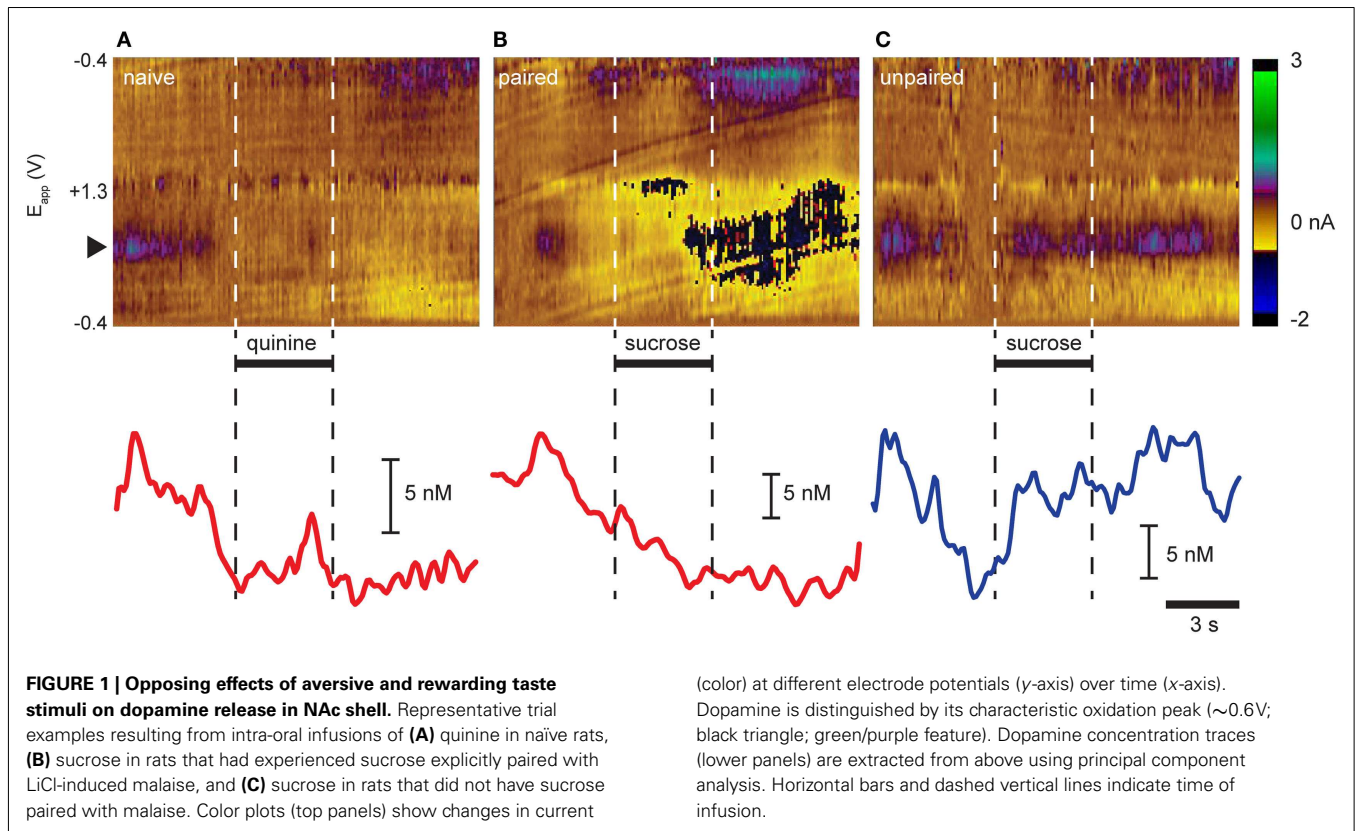 A
B
C
naive
paired
unpaired
-0.4
+1.3
-0.4
E_app (V)
3
0 nA
-2
quinine
sucrose
sucrose
5 nM
5 nM
5 nM
3 s
FIGURE 1 | Opposing effects of aversive and rewarding taste
stimuli on dopamine release in NAc shell. Representative trial
examples resulting from intra-oral infusions of (A) quinine in naïve rats,
(B) sucrose in rats that had experienced sucrose explicitly paired with
LiCl-induced malaise, and (C) sucrose in rats that did not have sucrose
paired with malaise. Color plots (top panels) show changes in current
(color) at different electrode potentials (y-axis) over time (x-axis).
Dopamine is distinguished by its characteristic oxidation peak (~0.6 V;
black triangle; green/purple feature). Dopamine concentration traces
(lower panels) are extracted from above using principal component
analysis. Horizontal bars and dashed vertical lines indicate time of
infusion.